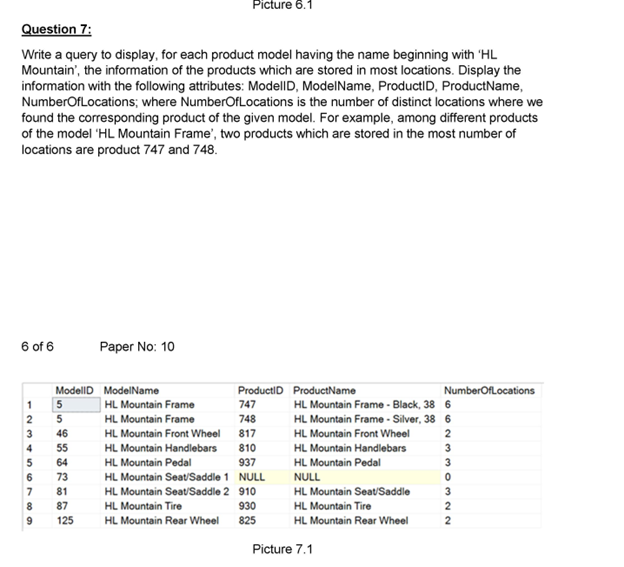 Picture 6.1
Question 7:
Write a query to display, for each product model having the name beginning with 'HL
Mountain', the information of the products which are stored in most locations. Display the
information with the following attributes: ModelID, ModelName, ProductID, ProductName,
NumberOfLocations; where NumberOfLocations is the number of distinct locations where we
found the corresponding product of the given model. For example, among different products
of the model 'HL Mountain Frame', two products which are stored in the most number of
locations are product 747 and 748.
6 of 6 Paper No: 10
ModelID ModelName ProductID ProductName NumberOfLocations
1 5 HL Mountain Frame 747 HL Mountain Frame - Black, 38 6
2 5 HL Mountain Frame 748 HL Mountain Frame - Silver, 38 6
3 46 HL Mountain Front Wheel 817 HL Mountain Front Wheel 2
4 55 HL Mountain Handlebars 810 HL Mountain Handlebars 3
5 64 HL Mountain Pedal 937 HL Mountain Pedal 3
6 73 HL Mountain Seat/Saddle 1 NULL NULL 0
7 81 HL Mountain Seat/Saddle 2 910 HL Mountain Seat/Saddle 3
8 87 HL Mountain Tire 930 HL Mountain Tire 2
9 125 HL Mountain Rear Wheel 825 HL Mountain Rear Wheel 2
Picture 7.1